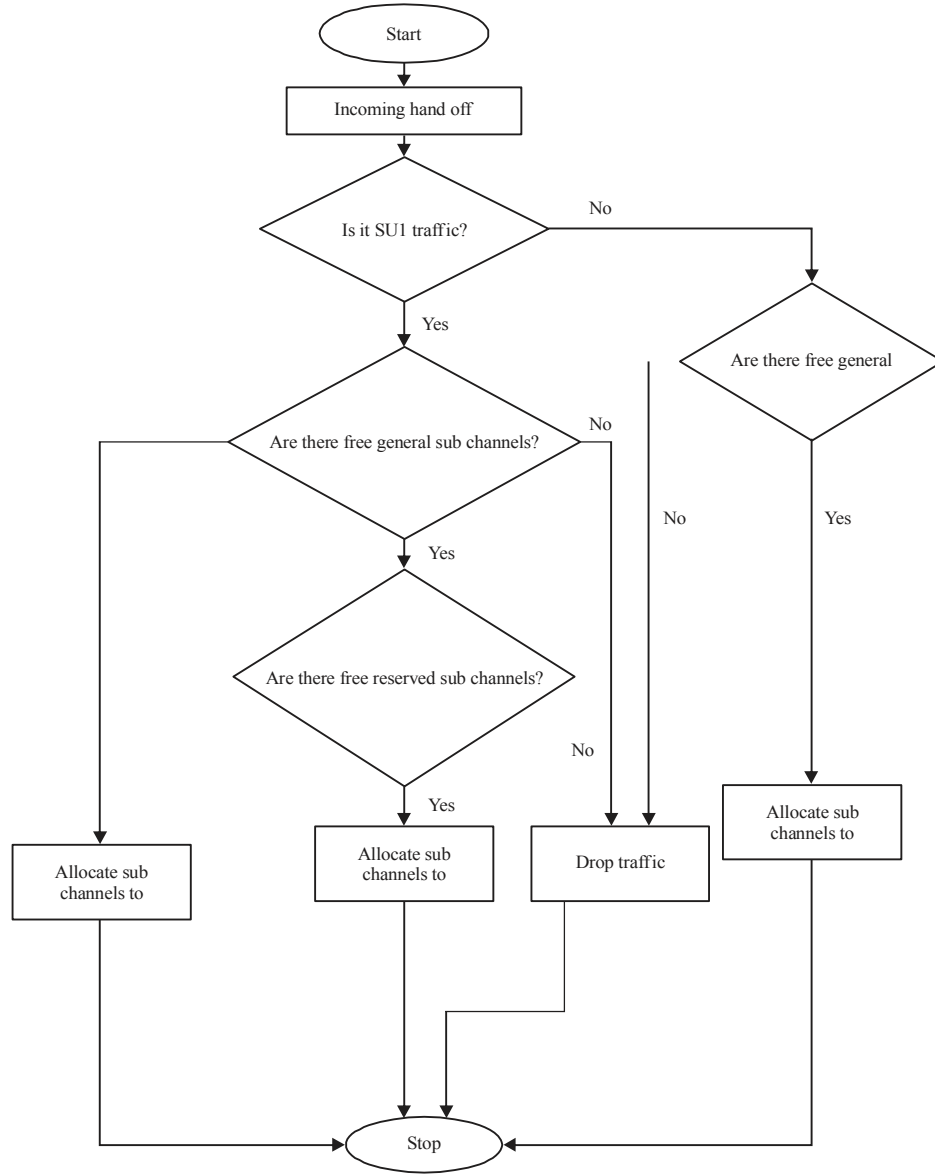 Start
Incoming hand off
Is it SU1 traffic?
No
Yes
Are there free general
Are there free general sub channels?
No
No
Yes
Yes
Are there free reserved sub channels?
No
Yes
Allocate sub
channels to
Allocate sub
channels to
Drop traffic
Allocate sub
channels to
Stop